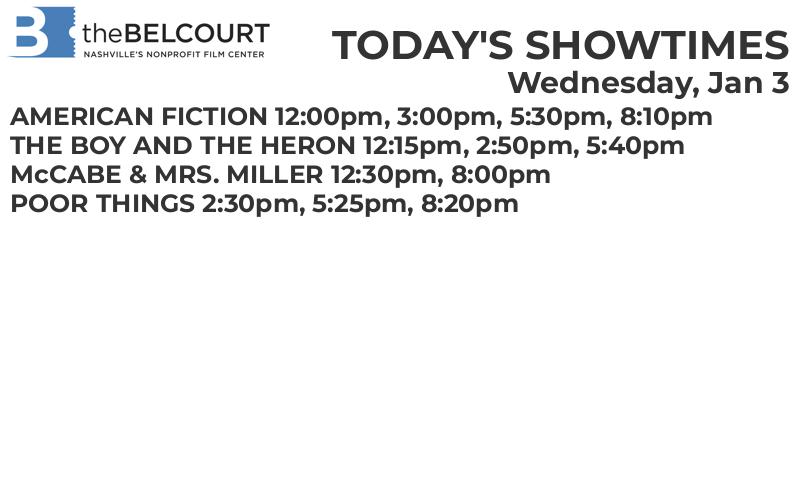 B theBELCOURT
NASHVILLE'S NONPROFIT FILM CENTER
TODAY'S SHOWTIMES
Wednesday, Jan 3
AMERICAN FICTION 12:00pm, 3:00pm, 5:30pm, 8:10pm
THE BOY AND THE HERON 12:15pm, 2:50pm, 5:40pm
McCABE & MRS. MILLER 12:30pm, 8:00pm
POOR THINGS 2:30pm, 5:25pm, 8:20pm